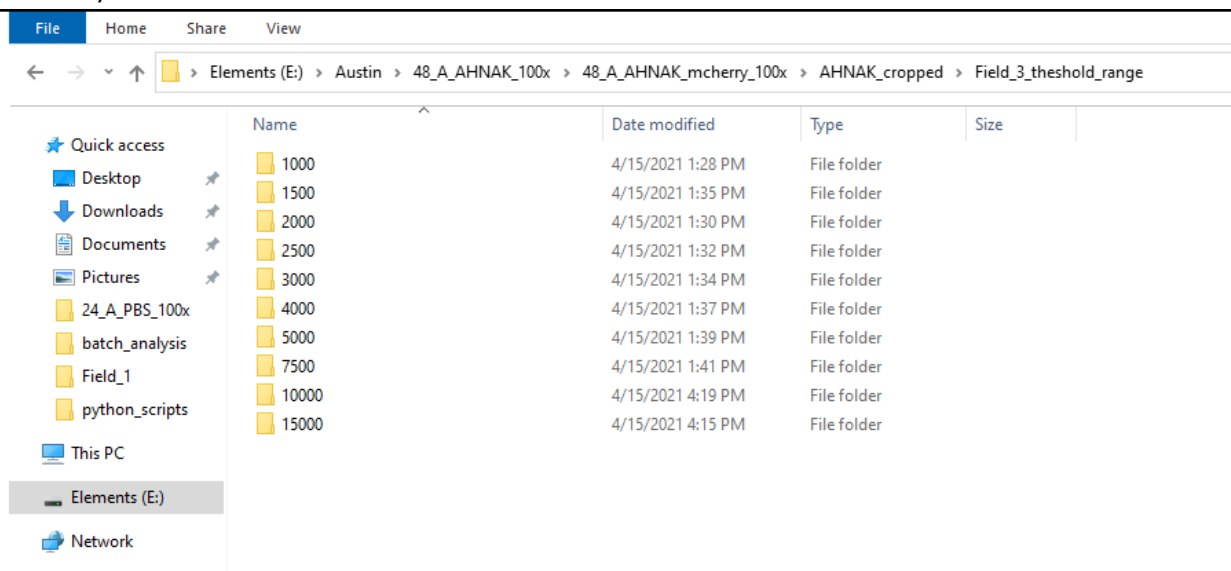 File Home Share View
Elements (E:) > Austin > 48_A_AHNAK_100x > 48_A_AHNAK_mcherry_100x > AHNAK_cropped > Field_3_theshold_range
Name Date modified Type Size
Quick access
Desktop
Downloads
Documents
Pictures
24_A_PBS_100x
batch_analysis
Field_1
python_scripts
This PC
Elements (E:)
Network
1000 4/15/2021 1:28 PM File folder
1500 4/15/2021 1:35 PM File folder
2000 4/15/2021 1:30 PM File folder
2500 4/15/2021 1:32 PM File folder
3000 4/15/2021 1:34 PM File folder
4000 4/15/2021 1:37 PM File folder
5000 4/15/2021 1:39 PM File folder
7500 4/15/2021 1:41 PM File folder
10000 4/15/2021 4:19 PM File folder
15000 4/15/2021 4:15 PM File folder